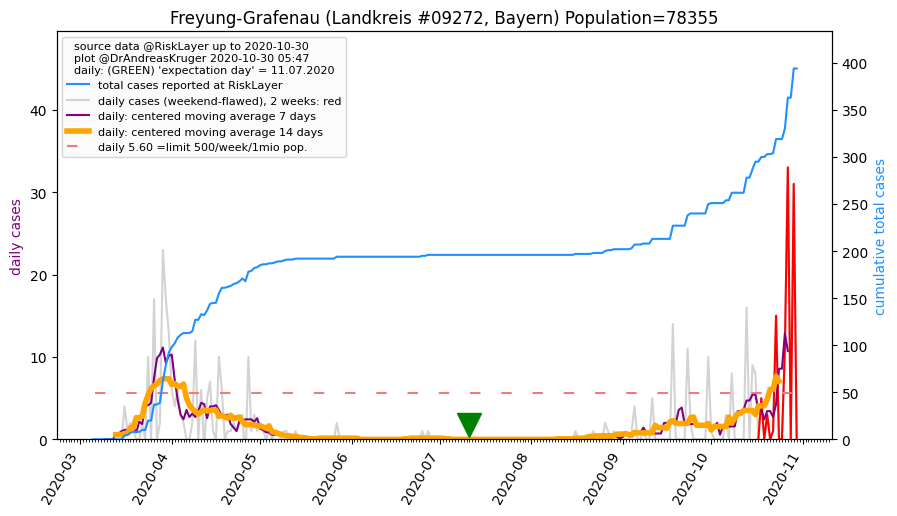 Freyung-Grafenau (Landkreis #09272, Bayern) Population=78355
source data @RiskLayer up to 2020-10-30
plot @DrAndreasKruger 2020-10-30 05:47
daily: (GREEN) 'expectation day' = 11.07.2020
total cases reported at RiskLayer
daily cases (weekend-flawed), 2 weeks: red
daily: centered moving average 7 days
daily: centered moving average 14 days
daily 5.60 =limit 500/week/1mio pop.
daily cases
40
30
20
10
0
cumulative total cases
400
350
300
250
200
150
100
50
0
2020-03
2020-04
2020-05
2020-06
2020-07
2020-08
2020-09
2020-10
2020-11